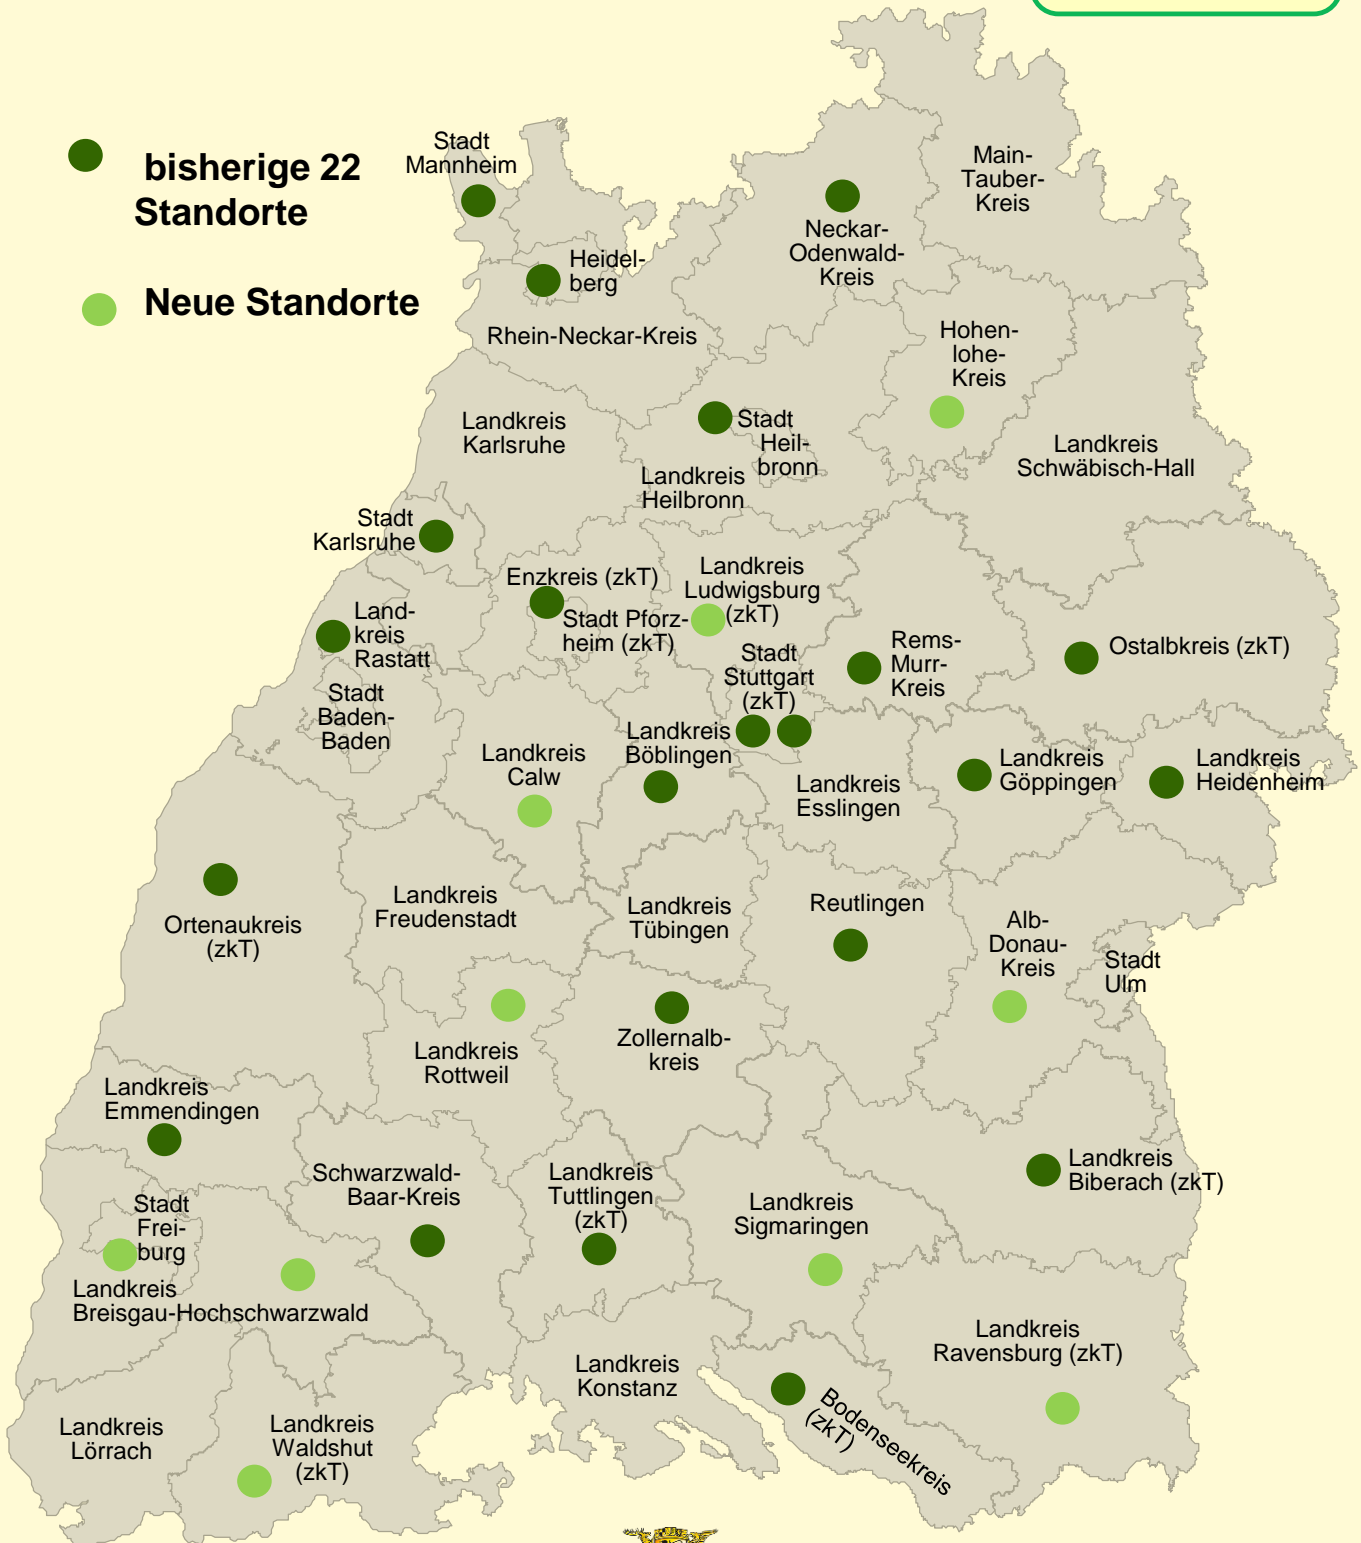 bisherige 22
Standorte
Neue Standorte
Stadt
Mannheim
Main-
Tauber-
Kreis
Neckar-
Odenwald-
Kreis
Heidel-
berg
Rhein-Neckar-Kreis
Hohen-
lohe-
Kreis
Landkreis
Karlsruhe
Stadt
Heil-
bronn
Landkreis
Heilbronn
Landkreis
Schwäbisch-Hall
Stadt
Karlsruhe
Enzkreis (zkT)
Landkreis
Ludwigsburg
(zkT)
Land-
kreis
Rastatt
Stadt Pforz-
heim (zkT)
Stadt
Stuttgart
(zkT)
Rems-
Murr-
Kreis
Ostalbkreis (zkT)
Stadt
Baden-
Baden
Landkreis
Calw
Landkreis
Böblingen
Landkreis
Esslingen
Landkreis
Göppingen
Landkreis
Heidenheim
Ortenaukreis
(zkT)
Landkreis
Freudenstadt
Landkreis
Tübingen
Reutlingen
Alb-
Donau-
Kreis
Stadt
Ulm
Landkreis
Rottweil
Zollernalb-
kreis
Landkreis
Emmendingen
Schwarzwald-
Baar-Kreis
Landkreis
Tuttlingen
(zkT)
Landkreis
Sigmaringen
Landkreis
Biberach (zkT)
Stadt
Frei-
burg
Landkreis
Breisgau-Hochschwarzwald
Landkreis
Ravensburg (zkT)
Landkreis
Konstanz
Bodenseekreis
(zkT)
Landkreis
Lörrach
Landkreis
Waldshut
(zkT)